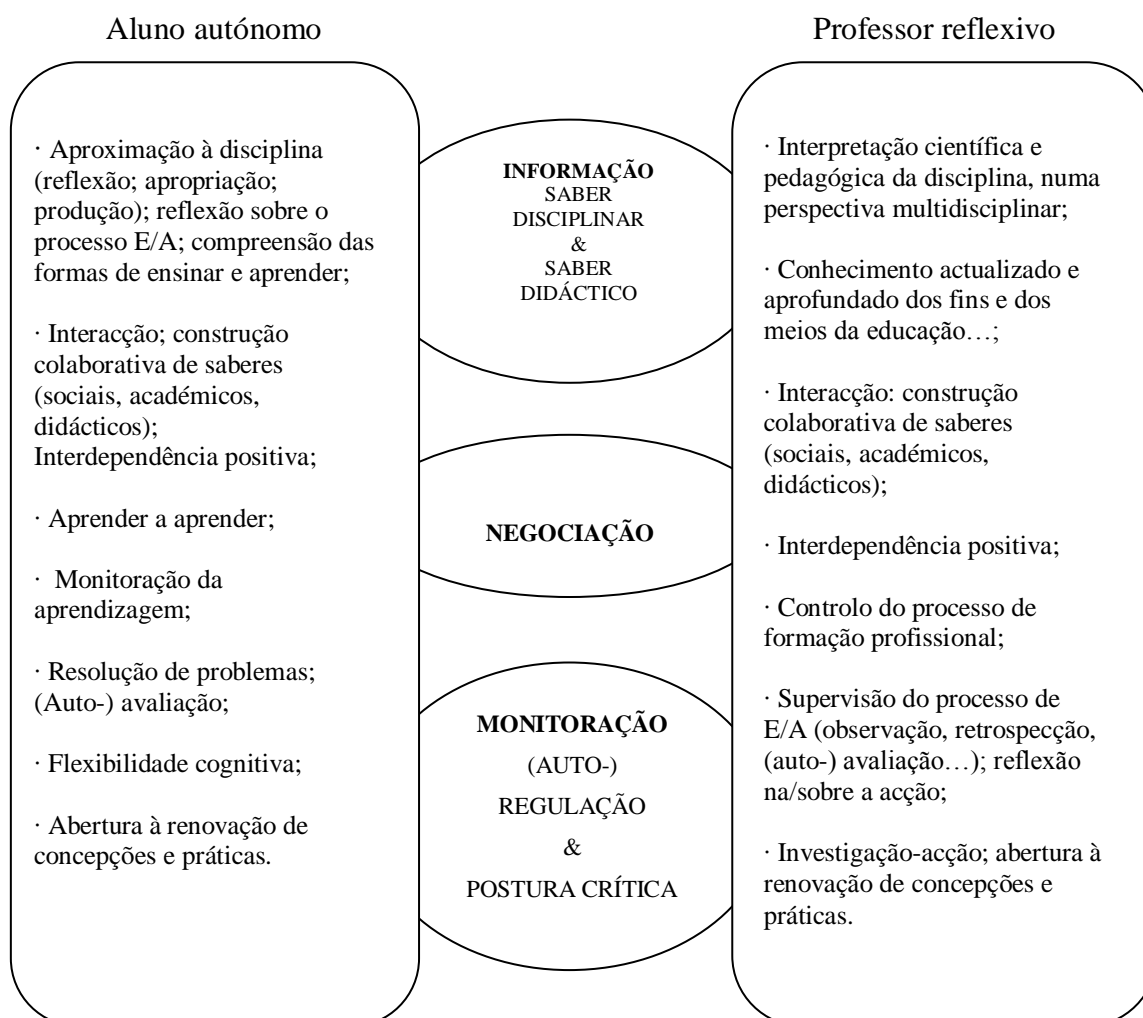 Aluno autónomo
Professor reflexivo
· Aproximação à disciplina
(reflexão; apropriação;
produção); reflexão sobre o
processo E/A; compreensão das
formas de ensinar e aprender;
· Interacção; construção
colaborativa de saberes
(sociais, académicos,
didácticos);
Interdependência positiva;
· Aprender a aprender;
· Monitoração da
aprendizagem;
· Resolução de problemas;
(Auto-) avaliação;
· Flexibilidade cognitiva;
· Abertura à renovação de
concepções e práticas.
INFORMAÇÃO
SABER
DISCIPLINAR
&
SABER
DIDÁCTICO
NEGOCIAÇÃO
MONITORAÇÃO
(AUTO-)
REGULAÇÃO
&
POSTURA CRÍTICA
· Interpretação científica e
pedagógica da disciplina, numa
perspectiva multidisciplinar;
· Conhecimento actualizado e
aprofundado dos fins e dos
meios da educação…;
· Interacção: construção
colaborativa de saberes
(sociais, académicos,
didácticos);
· Interdependência positiva;
· Controlo do processo de
formação profissional;
· Supervisão do processo de
E/A (observação, retrospecção,
(auto-) avaliação…); reflexão
na/sobre a acção;
· Investigação-acção; abertura à
renovação de concepções e
práticas.